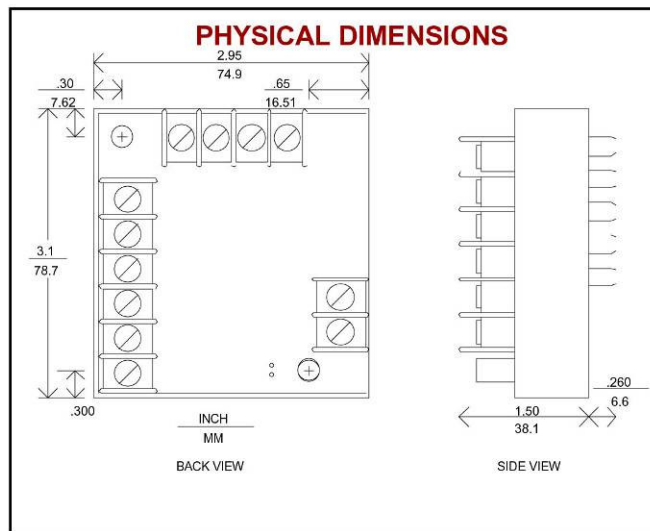 PHYSICAL DIMENSIONS
2.95
74.9
.30
7.62
.65
16.51
3.1
78.7
.300
INCH
MM
BACK VIEW
1.50
38.1
.260
6.6
SIDE VIEW